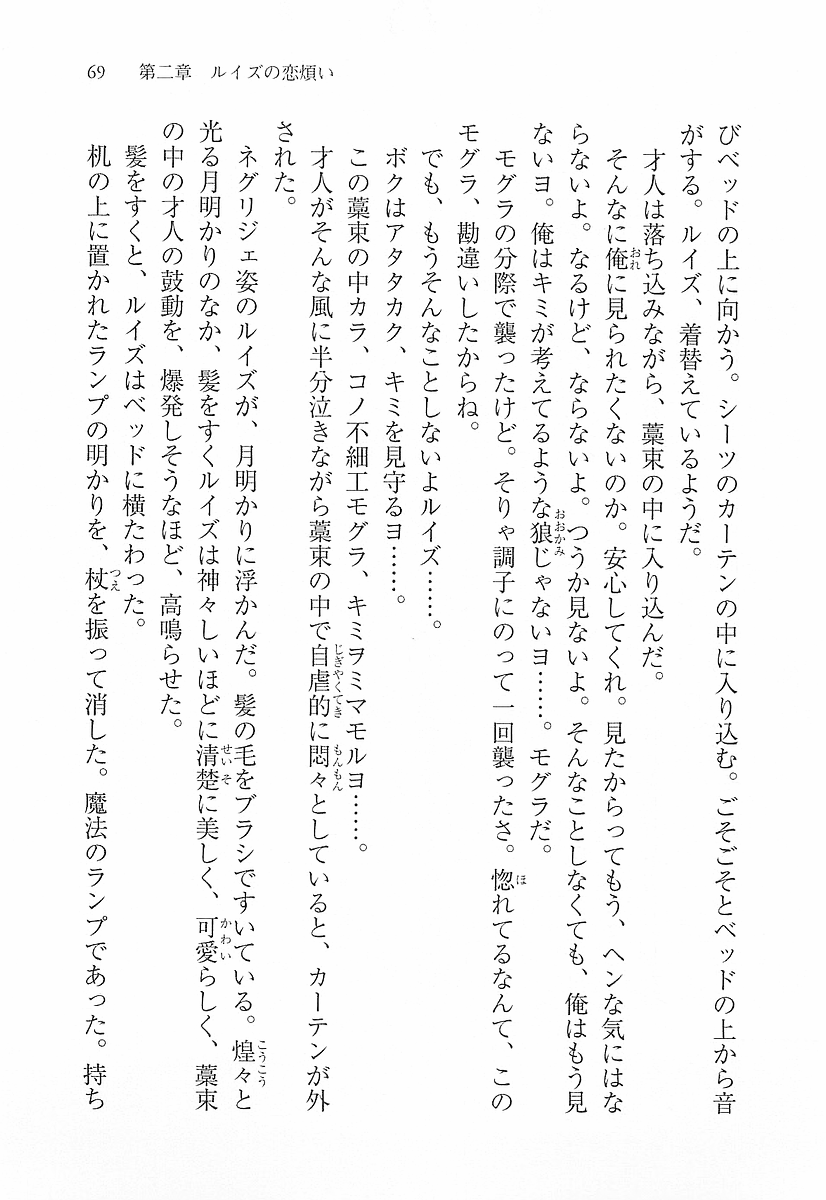 69　第二章　ルイズの恋煩い
びベッドの上に向かう。シーツのカーテンの中に入り込む。ごそごそとベッドの上から音
がする。ルイズ、着替えているようだ。
　才人は落ち込みながら、藁束の中に入り込んだ。
　そんなに俺に見られたくないのか。安心してくれ。見たからってもう、ヘンな気にはな
らないよ。なるけど、ならないよ。つうか見ないよ。そんなことしなくても、俺はもう見
ないヨ。俺はキミが考えてるような狼じゃないヨ……。モグラだ。
　モグラの分際で襲ったけど。そりゃ調子にのって一回襲ったさ。惚れてるなんて、この
モグラ、勘違いしたからね。
　でも、もうそんなことしないよルイズ……。
　ボクはアタタカク、キミを見守るヨ……。
　この藁束の中カラ、コノ不細工モグラ、キミヲミマモルヨ……。
　才人がそんな風に半分泣きながら藁束の中で自虐的に悶々としていると、カーテンが外
された。
　ネグリジェ姿のルイズが、月明かりに浮かんだ。髪の毛をブラシですいている。煌々と
光る月明かりのなか、髪をすくルイズは神々しいほどに清楚に美しく、可愛らしく、藁束
の中の才人の鼓動を、爆発しそうなほど、高鳴らせた。
　髪をすくと、ルイズはベッドに横たわった。
　机の上に置かれたランプの明かりを、杖を振って消した。魔法のランプであった。持ち